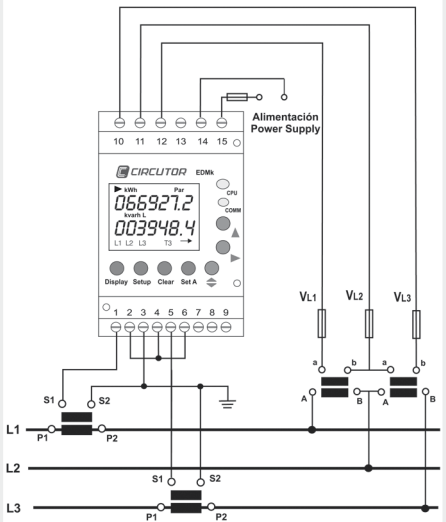 Alimentación
Power Supply
10 11 12 13 14 15
CIRCUTOR EDMk
kWh Par
066927.2
kvarh L
003948.4
L1 L2 L3 T3
CPU
COMM
Display Setup Clear Set A
1 2 3 4 5 6 7 8 9
VL1 VL2 VL3
a b a b
A B A B
S1 S2
L1 P1 P2
L2
S1 S2
L3 P1 P2